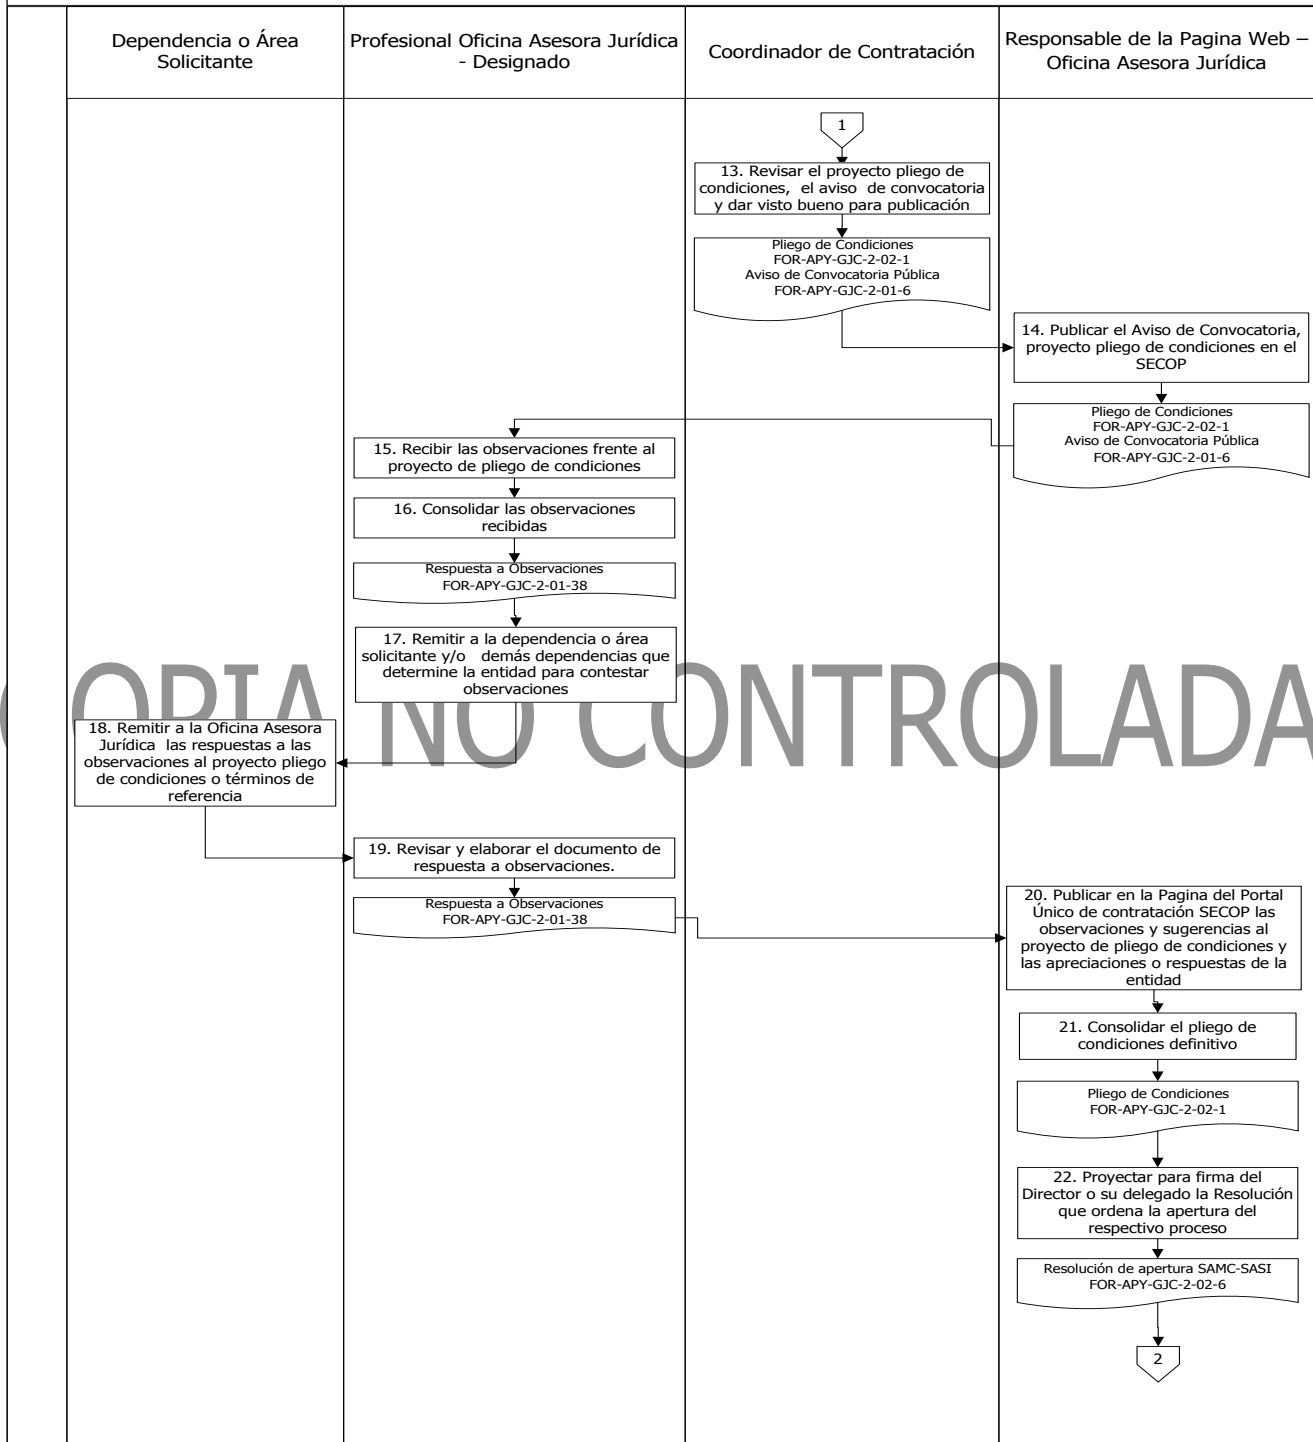 Dependencia o Área
Solicitante
Profesional Oficina Asesora Jurídica
- Designado
Coordinador de Contratación
Responsable de la Pagina Web –
Oficina Asesora Jurídica
1
13. Revisar el proyecto pliego de
condiciones, el aviso de convocatoria
y dar visto bueno para publicación
Pliego de Condiciones
FOR-APY-GJC-2-02-1
Aviso de Convocatoria Pública
FOR-APY-GJC-2-01-6
14. Publicar el Aviso de Convocatoria,
proyecto pliego de condiciones en el
SECOP
Pliego de Condiciones
FOR-APY-GJC-2-02-1
Aviso de Convocatoria Pública
FOR-APY-GJC-2-01-6
15. Recibir las observaciones frente al
proyecto de pliego de condiciones
16. Consolidar las observaciones
recibidas
Respuesta a Observaciones
FOR-APY-GJC-2-01-38
17. Remitir a la dependencia o área
solicitante y/o demás dependencias que
determine la entidad para contestar
observaciones
COPIA NO CONTROLADA
18. Remitir a la Oficina Asesora
Jurídica las respuestas a las
observaciones al proyecto pliego
de condiciones o términos de
referencia
19. Revisar y elaborar el documento de
respuesta a observaciones.
Respuesta a Observaciones
FOR-APY-GJC-2-01-38
20. Publicar en la Pagina del Portal
Único de contratación SECOP las
observaciones y sugerencias al
proyecto de pliego de condiciones y
las apreciaciones o respuestas de la
entidad
21. Consolidar el pliego de
condiciones definitivo
Pliego de Condiciones
FOR-APY-GJC-2-02-1
22. Proyectar para firma del
Director o su delegado la Resolución
que ordena la apertura del
respectivo proceso
Resolución de apertura SAMC-SASI
FOR-APY-GJC-2-02-6
2